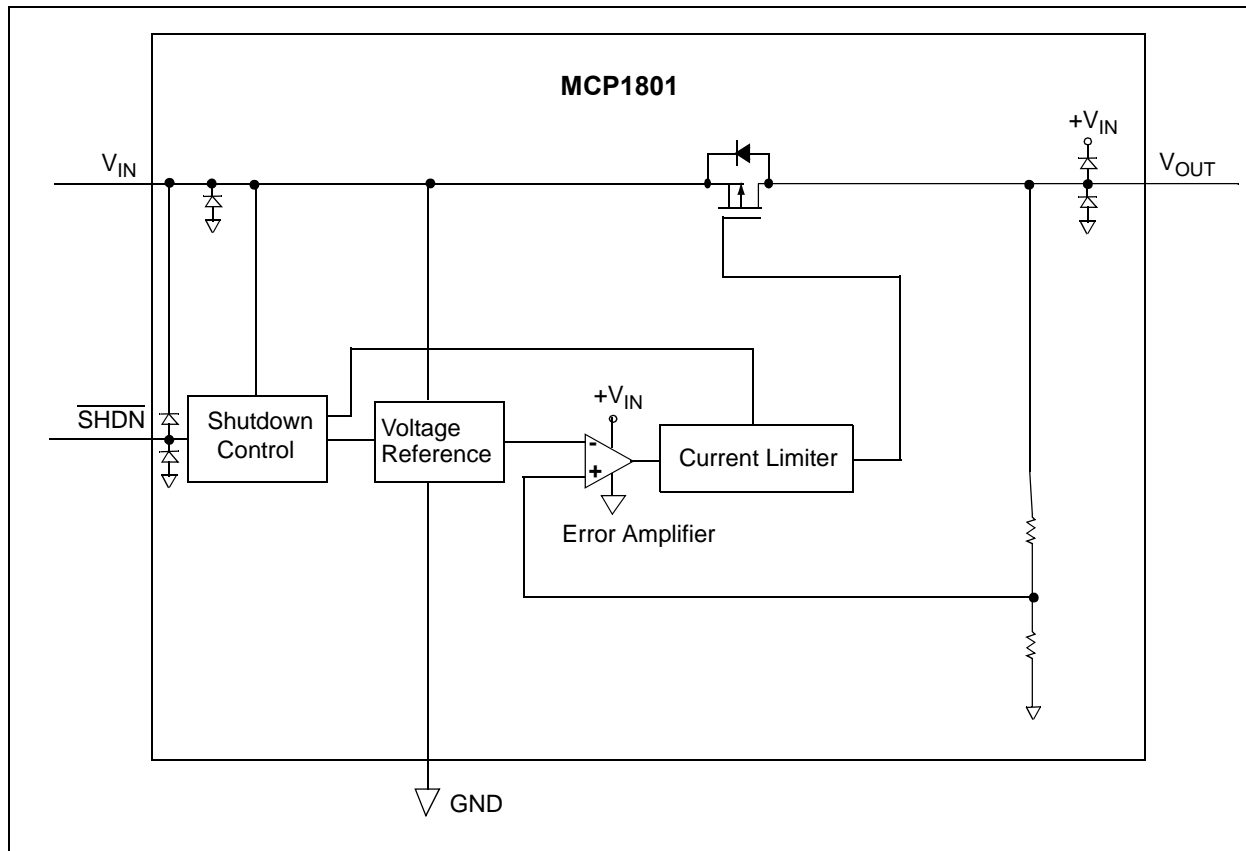 MCP1801
+VIN
VIN
VOUT
SHDN
Shutdown
Control
Voltage
Reference
+VIN
-
+
Current Limiter
Error Amplifier
GND